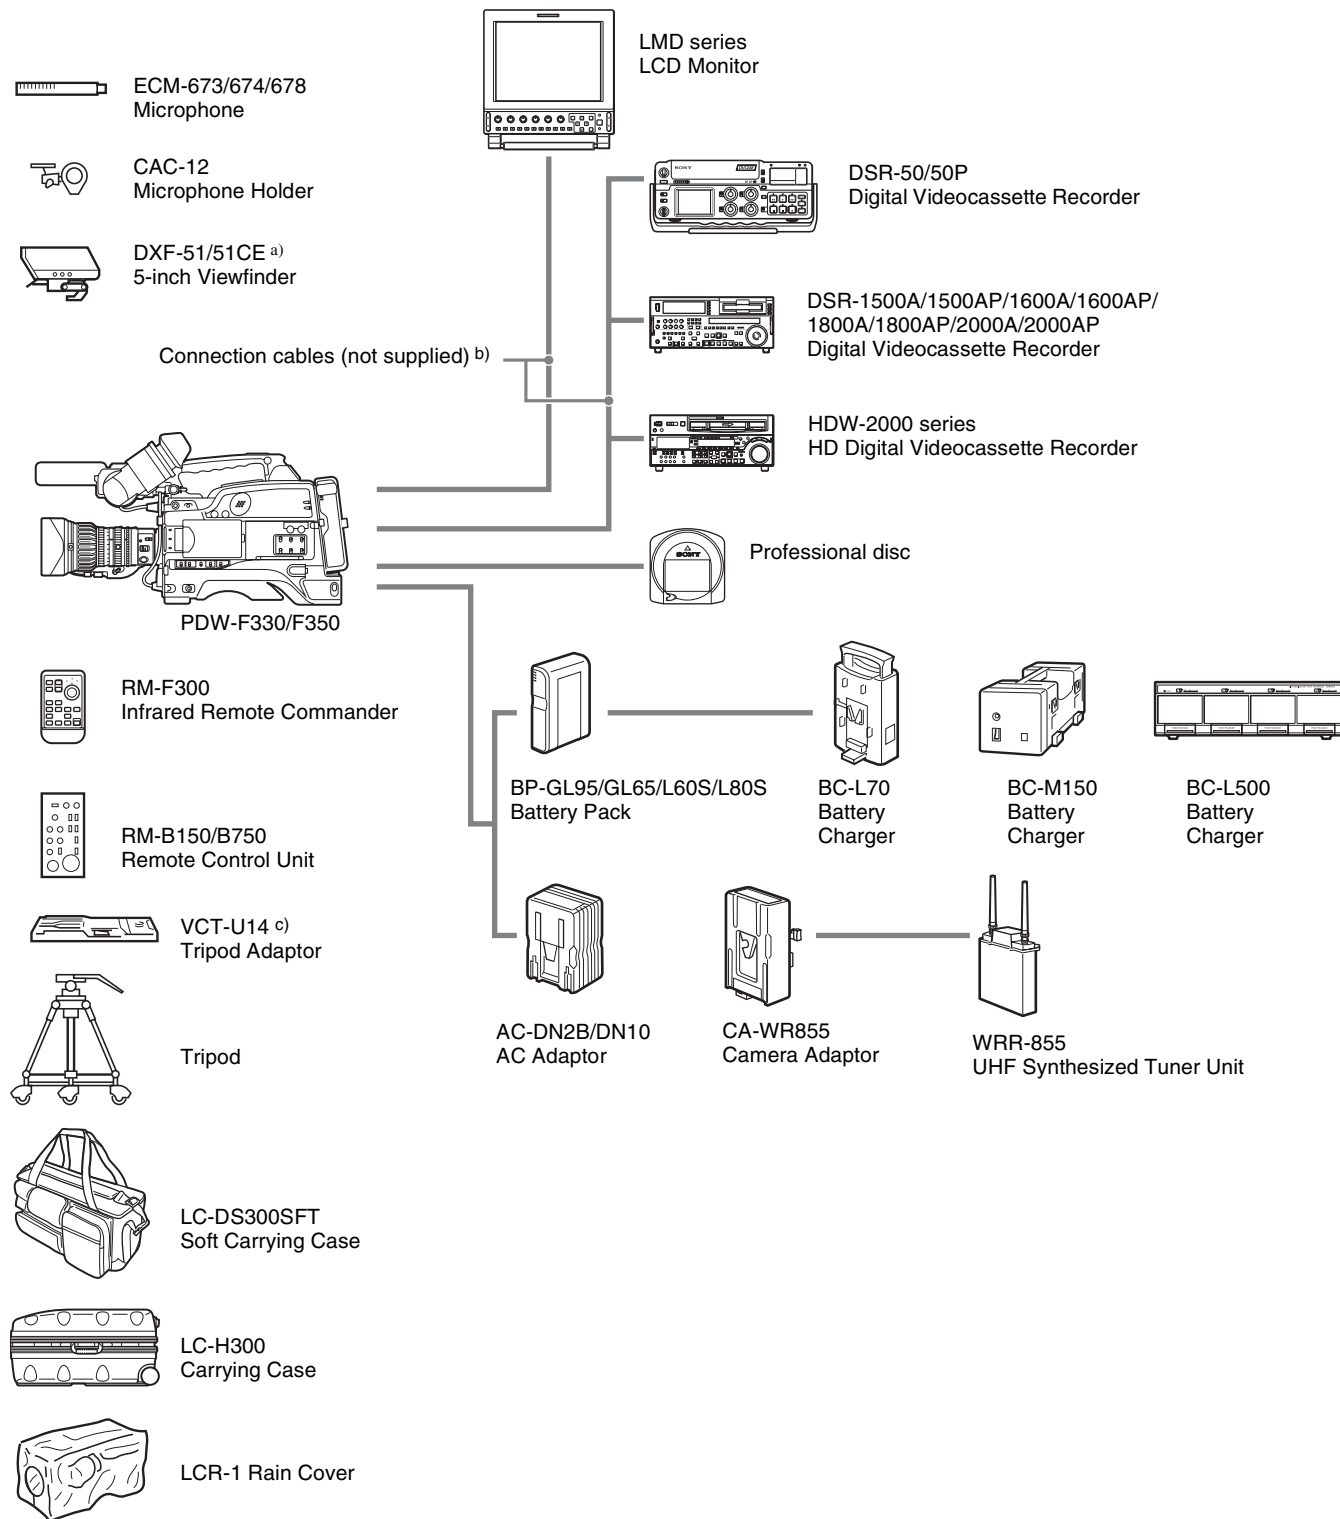 LMD series
LCD Monitor
ECM-673/674/678
Microphone
CAC-12
Microphone Holder
DXF-51/51CE a)
5-inch Viewfinder
SONY
DSR-50/50P
Digital Videocassette Recorder
DSR-1500A/1500AP/1600A/1600AP/
1800A/1800AP/2000A/2000AP
Digital Videocassette Recorder
Connection cables (not supplied) b)
HDW-2000 series
HD Digital Videocassette Recorder
SONY
Professional disc
PDW-F330/F350
RM-F300
Infrared Remote Commander
BP-GL95/GL65/L60S/L80S
Battery Pack
BC-L70
Battery
Charger
BC-M150
Battery
Charger
BC-L500
Battery
Charger
RM-B150/B750
Remote Control Unit
VCT-U14 c)
Tripod Adaptor
Tripod
AC-DN2B/DN10
AC Adaptor
CA-WR855
Camera Adaptor
WRR-855
UHF Synthesized Tuner Unit
LC-DS300SFT
Soft Carrying Case
LC-H300
Carrying Case
LCR-1 Rain Cover